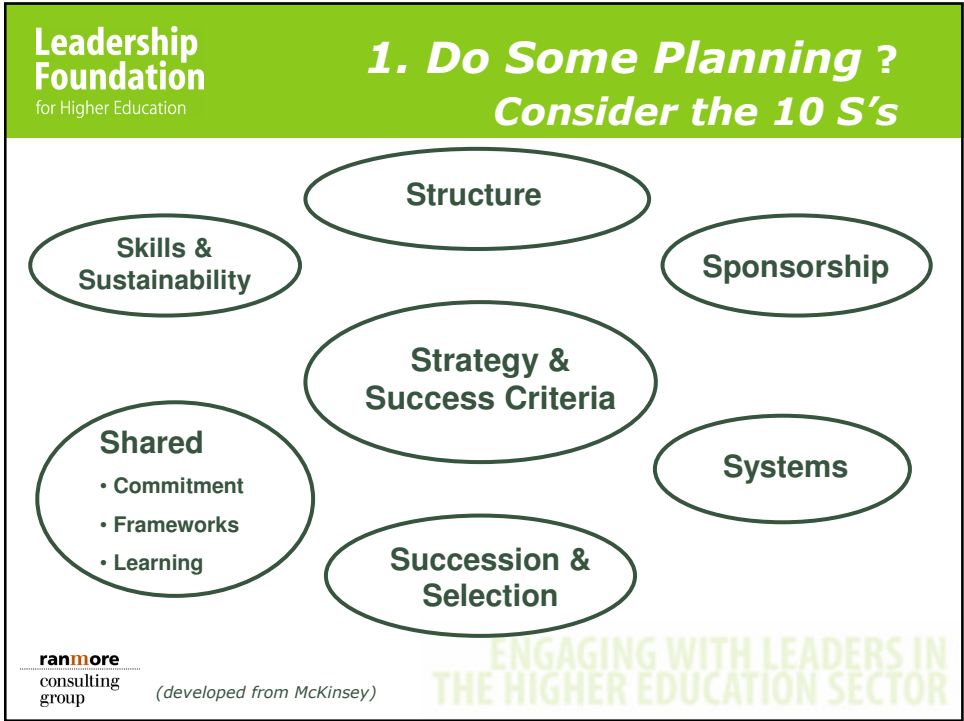 Leadership
Foundation
for Higher Education
1. Do Some Planning ?
Consider the 10 S's
Structure
Skills &
Sustainability
Sponsorship
Strategy &
Success Criteria
Shared
• Commitment
• Frameworks
• Learning
Systems
Succession &
Selection
ranmore
consulting
group
(developed from McKinsey)
ENGAGING WITH LEADERS IN
THE HIGHER EDUCATION SECTOR